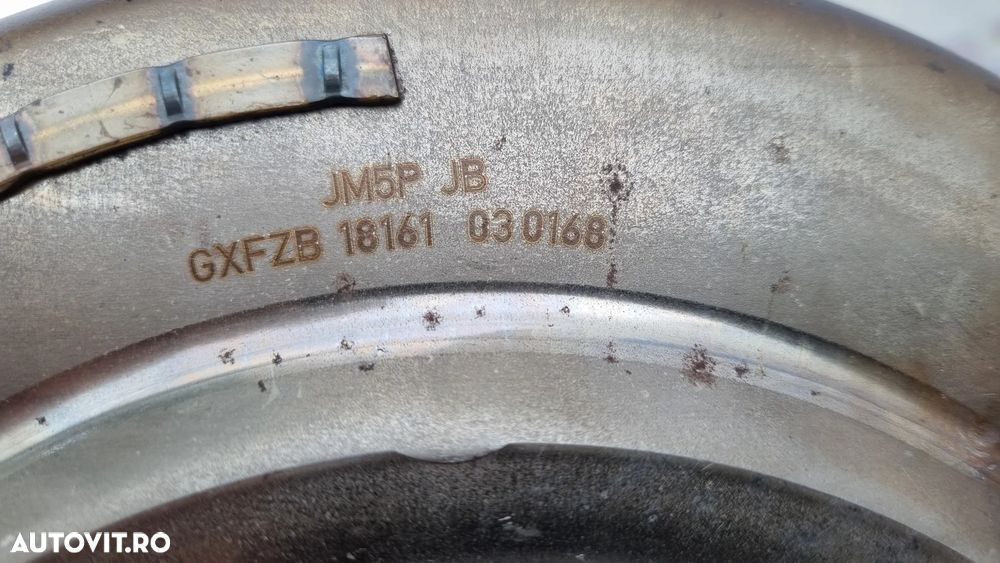 JM5P JB
GXFZB 18161 030168
AUTOVIT.RO